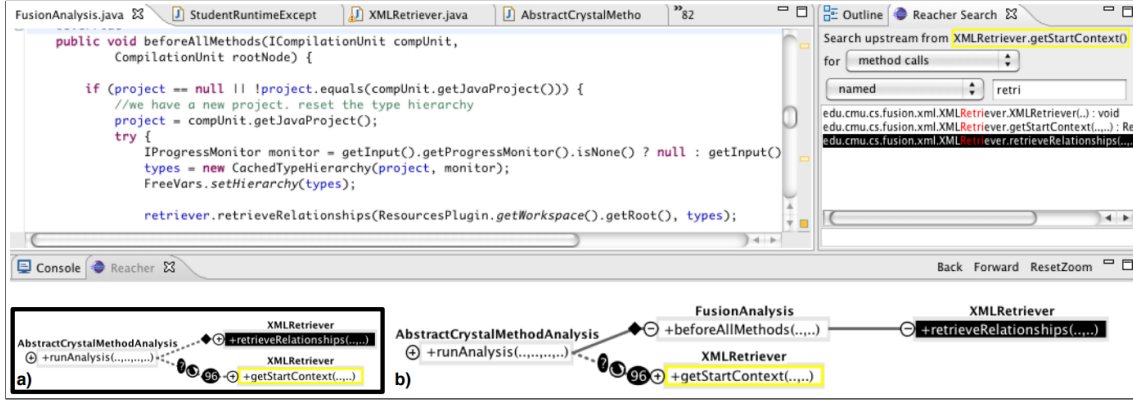 FusionAnalysis.java
StudentRuntimeExcept
XMLRetriever.java
AbstractCrystalMetho
»82
public void beforeAllMethods(ICompilationUnit compUnit,
CompilationUnit rootNode) {
if (project == null || !project.equals(compUnit.getJavaProject())) {
//we have a new project. reset the type hierarchy
project = compUnit.getJavaProject();
try {
IProgressMonitor monitor = getInput().getProgressMonitor().isNone() ? null : getInput()
types = new CachedTypeHierarchy(project, monitor);
FreeVars.setHierarchy(types);
retriever.retrieveRelationships(ResourcesPlugin.getWorkspace().getRoot(), types);
Outline
Reacher Search
Search upstream from XMLRetriever.getStartContext()
for method calls
named retri
edu.cmu.cs.fusion.xml.XMLRetriever.XMLRetriever(..) : void
edu.cmu.cs.fusion.xml.XMLRetriever.getStartContext(..,..) : Re
edu.cmu.cs.fusion.xml.XMLRetriever.retrieveRelationships(..,.
Console
Reacher
Back Forward ResetZoom
XMLRetriever
+retrieveRelationships(..,..)
AbstractCrystalMethodAnalysis
+runAnalysis(..,..,..,..)
XMLRetriever
? 96 +getStartContext(..,..)
a)
FusionAnalysis
XMLRetriever
AbstractCrystalMethodAnalysis
+beforeAllMethods(..,..)
+retrieveRelationships(..,..)
+runAnalysis(..,..,..,..)
XMLRetriever
? 96 +getStartContext(..,..)
b)